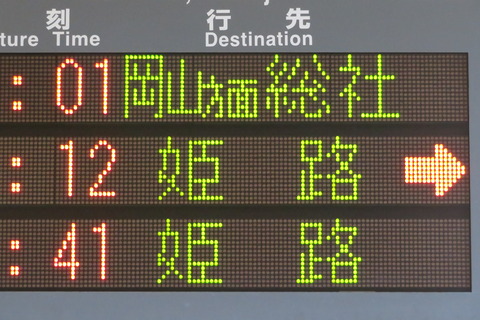 刻 行先
ture Time Destination
:01 岡山方面総社
:12 姫路
:41 姫路